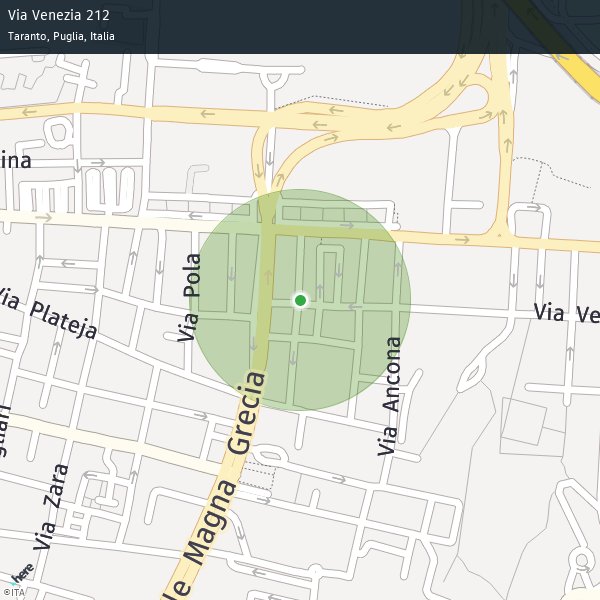 Via Venezia 212
Taranto, Puglia, Italia
ina
Via Pola
Via Plateja
Via Ve
Via Ancona
Grecia
Magna
le
Via Zara
gliari
here
©ITA